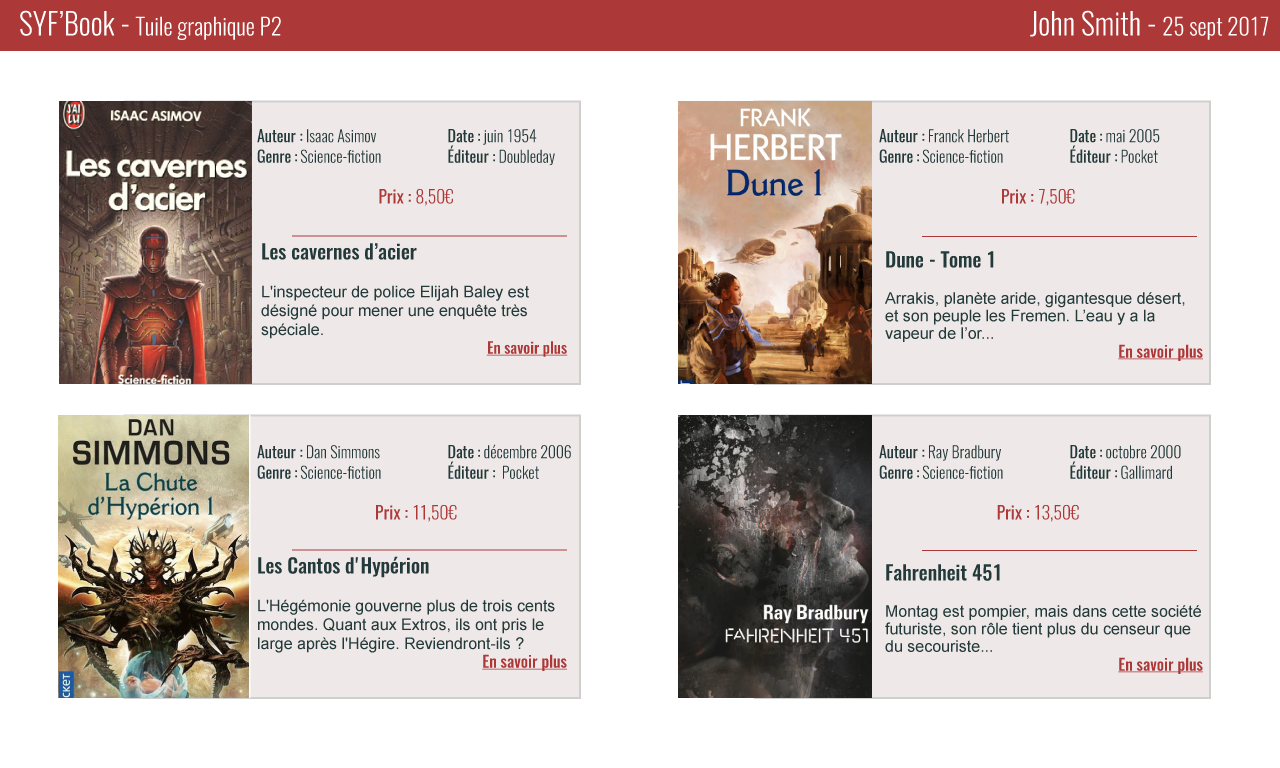 SYF'Book - Tuile graphique P2
John Smith - 25 sept 2017
J'AI
LU
ISAAC ASIMOV
Les cavernes
d'acier
Science-fiction
Auteur : Isaac Asimov
Date : juin 1954
Genre : Science-fiction
Éditeur : Doubleday
Prix : 8,50€
Les cavernes d’acier
L'inspecteur de police Elijah Baley est
désigné pour mener une enquête très
spéciale.
En savoir plus
FRANK
HERBERT
Dune 1
Auteur : Franck Herbert
Date : mai 2005
Genre : Science-fiction
Éditeur : Pocket
Prix : 7,50€
Dune - Tome 1
Arrakis, planète aride, gigantesque désert,
et son peuple les Fremen. L’eau y a la
vapeur de l’or...
En savoir plus
DAN
SIMMONS
La Chute
d'Hypérion 1
CKET
Auteur : Dan Simmons
Date : décembre 2006
Genre : Science-fiction
Éditeur : Pocket
Prix : 11,50€
Les Cantos d'Hypérion
L'Hégémonie gouverne plus de trois cents
mondes. Quant aux Extros, ils ont pris le
large après l'Hégire. Reviendront-ils ?
En savoir plus
Ray Bradbury
FAHRENHEIT 451
Auteur : Ray Bradbury
Date : octobre 2000
Genre : Science-fiction
Éditeur : Gallimard
Prix : 13,50€
Fahrenheit 451
Montag est pompier, mais dans cette société
futuriste, son rôle tient plus du censeur que
du secouriste...
En savoir plus